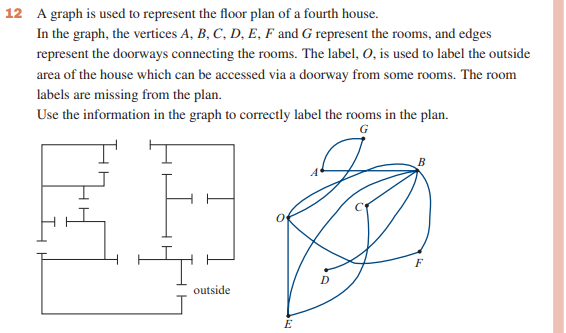 12 A graph is used to represent the floor plan of a fourth house.
In the graph, the vertices A, B, C, D, E, F and G represent the rooms, and edges
represent the doorways connecting the rooms. The label, O, is used to label the outside
area of the house which can be accessed via a doorway from some rooms. The room
labels are missing from the plan.
Use the information in the graph to correctly label the rooms in the plan.
G
B
A
C
O
F
D
outside
E